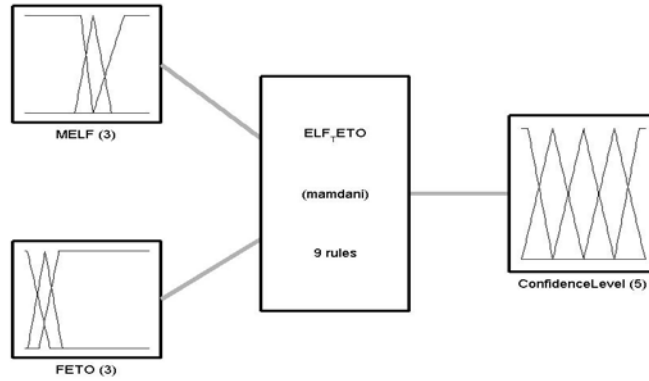 MELF (3)
FETO (3)
ELF_TETO
(mamdani)
9 rules
ConfidenceLevel (5)